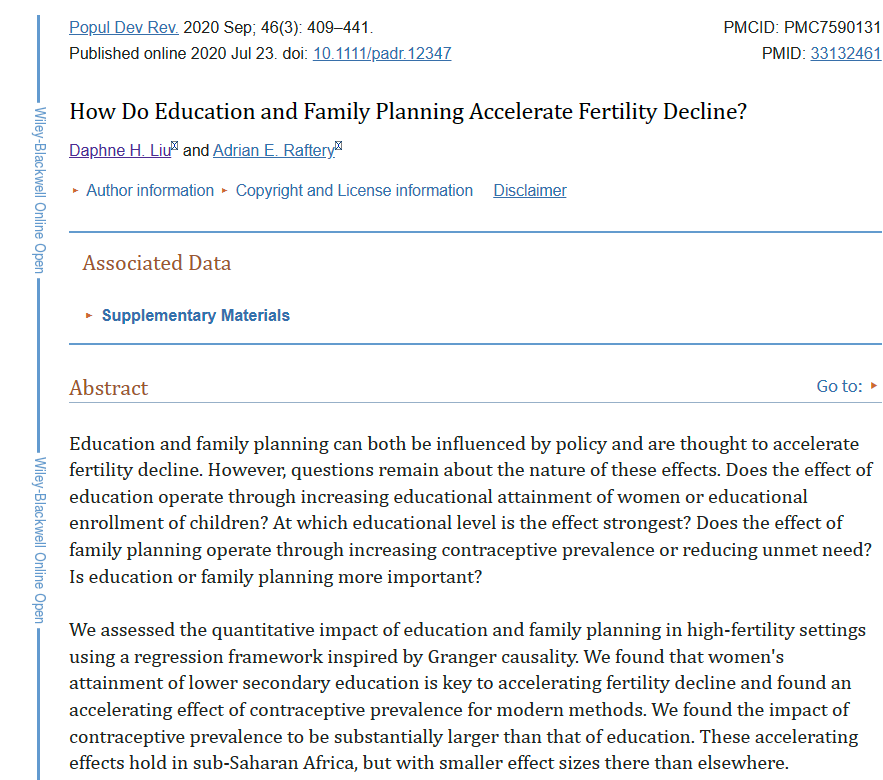 Popul Dev Rev. 2020 Sep; 46(3): 409–441.
PMCID: PMC7590131
Published online 2020 Jul 23. doi: 10.1111/padr.12347
PMID: 33132461
How Do Education and Family Planning Accelerate Fertility Decline?
Daphne H. Liu and Adrian E. Raftery
Author information Copyright and License information Disclaimer
Associated Data
Supplementary Materials
Abstract
Go to:
Education and family planning can both be influenced by policy and are thought to accelerate
fertility decline. However, questions remain about the nature of these effects. Does the effect of
education operate through increasing educational attainment of women or educational
enrollment of children? At which educational level is the effect strongest? Does the effect of
family planning operate through increasing contraceptive prevalence or reducing unmet need?
Is education or family planning more important?
We assessed the quantitative impact of education and family planning in high-fertility settings
using a regression framework inspired by Granger causality. We found that women's
attainment of lower secondary education is key to accelerating fertility decline and found an
accelerating effect of contraceptive prevalence for modern methods. We found the impact of
contraceptive prevalence to be substantially larger than that of education. These accelerating
effects hold in sub-Saharan Africa, but with smaller effect sizes there than elsewhere.
Wiley-Blackwell Online Open
Wiley-Blackwell Online Open